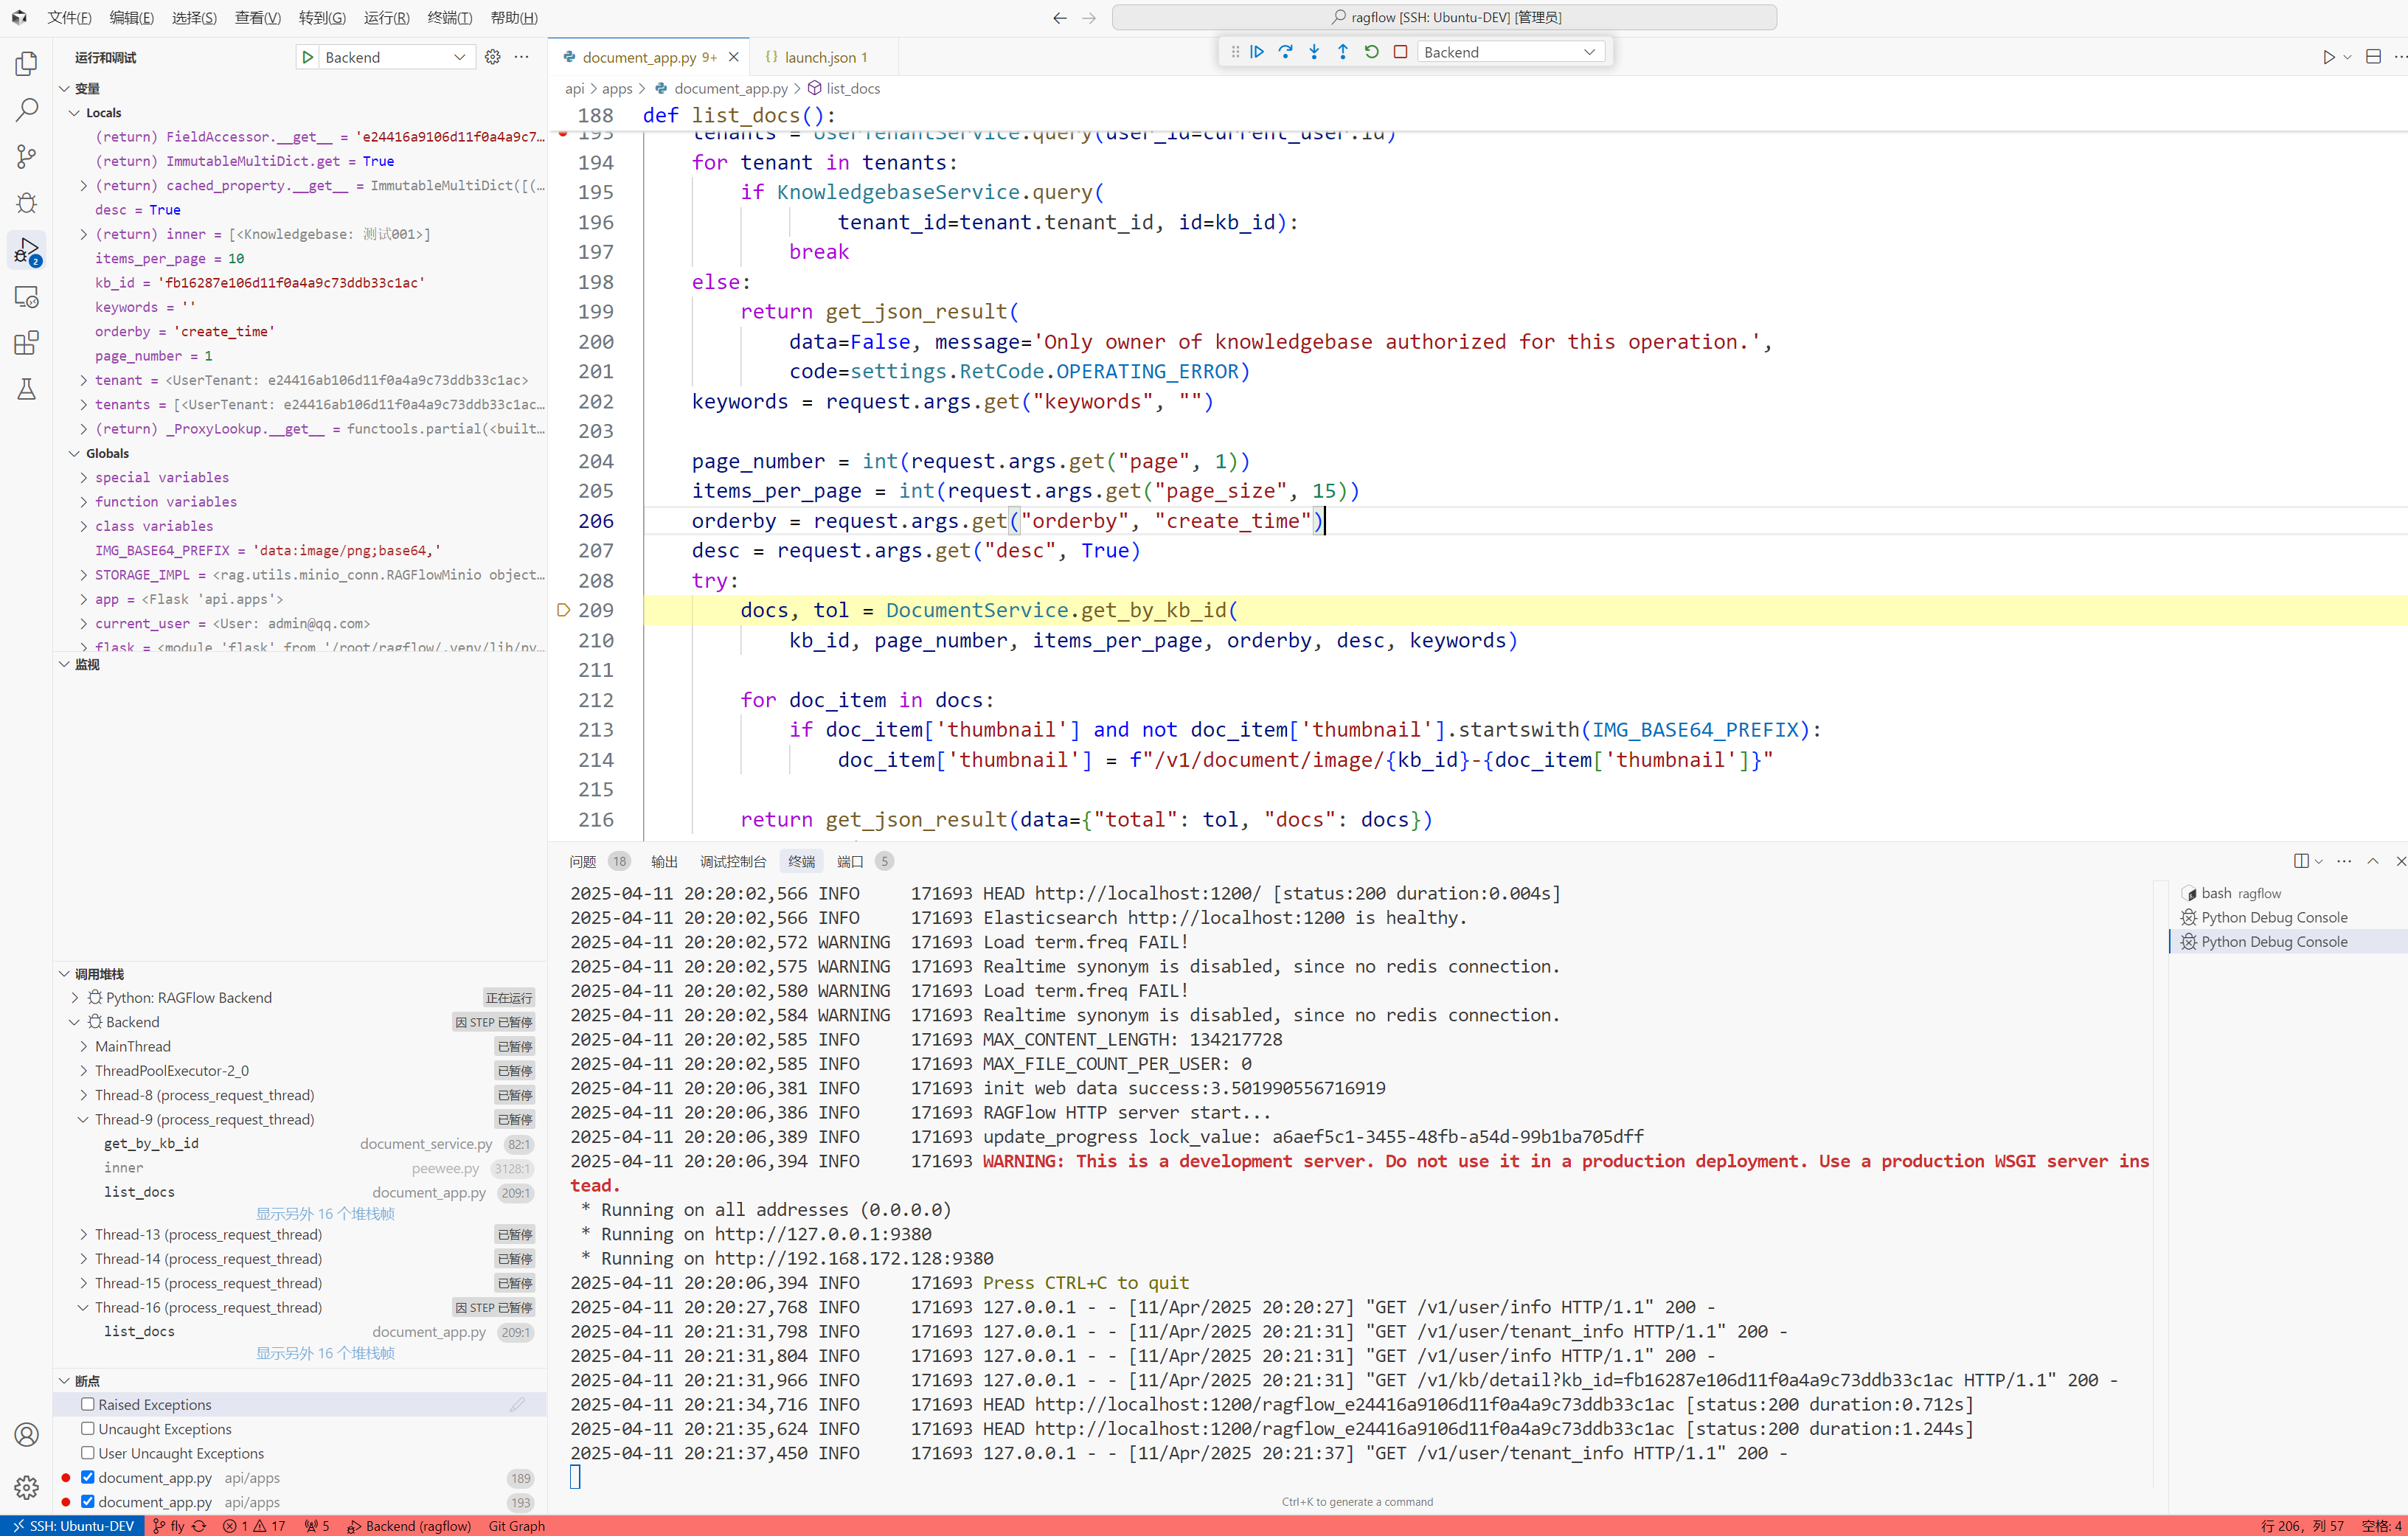 文件(F) 编辑(E) 选择(S) 查看(V) 转到(G) 运行(R) 终端(T) 帮助(H)
ragflow [SSH: Ubuntu-DEV] [管理员]
运行和调试
Backend
变量
Locals
(return) FieldAccessor.__get__ = 'e24416a9106d11f0a4a9c7…
(return) ImmutableMultiDict.get = True
(return) cached_property.__get__ = ImmutableMultiDict([(…
desc = True
(return) inner = [<Knowledgebase: 测试001>]
items_per_page = 10
kb_id = 'fb16287e106d11f0a4a9c73ddb33c1ac'
keywords = ''
orderby = 'create_time'
page_number = 1
tenant = <UserTenant: e24416ab106d11f0a4a9c73ddb33c1ac>
tenants = [<UserTenant: e24416ab106d11f0a4a9c73ddb33c1ac…
(return) _ProxyLookup.__get__ = functools.partial(<built…
Globals
special variables
function variables
class variables
IMG_BASE64_PREFIX = 'data:image/png;base64,'
STORAGE_IMPL = <rag.utils.minio_conn.RAGFlowMinio object…
app = <Flask 'api.apps'>
current_user = <User: admin@qq.com>
flask = <module 'flask' from '/root/ragflow/.venv/lib/py…
监视
调用堆栈
Python: RAGFlow Backend 正在运行
Backend 因 STEP 已暂停
MainThread 已暂停
ThreadPoolExecutor-2_0 已暂停
Thread-8 (process_request_thread) 已暂停
Thread-9 (process_request_thread) 已暂停
get_by_kb_id document_service.py 82:1
inner peewee.py 3128:1
list_docs document_app.py 209:1
显示另外 16 个堆栈帧
Thread-13 (process_request_thread) 已暂停
Thread-14 (process_request_thread) 已暂停
Thread-15 (process_request_thread) 已暂停
Thread-16 (process_request_thread) 因 STEP 已暂停
list_docs document_app.py 209:1
显示另外 16 个堆栈帧
断点
Raised Exceptions
Uncaught Exceptions
User Uncaught Exceptions
document_app.py api/apps 189
document_app.py api/apps 193
document_app.py 9+ launch.json 1
Backend
api > apps > document_app.py > list_docs
188 def list_docs():
193 tenants = UserTenantService.query(user_id=current_user.id)
194 for tenant in tenants:
195 if KnowledgebaseService.query(
196 tenant_id=tenant.tenant_id, id=kb_id):
197 break
198 else:
199 return get_json_result(
200 data=False, message='Only owner of knowledgebase authorized for this operation.',
201 code=settings.RetCode.OPERATING_ERROR)
202 keywords = request.args.get("keywords", "")
203
204 page_number = int(request.args.get("page", 1))
205 items_per_page = int(request.args.get("page_size", 15))
206 orderby = request.args.get("orderby", "create_time")
207 desc = request.args.get("desc", True)
208 try:
209 docs, tol = DocumentService.get_by_kb_id(
210 kb_id, page_number, items_per_page, orderby, desc, keywords)
211
212 for doc_item in docs:
213 if doc_item['thumbnail'] and not doc_item['thumbnail'].startswith(IMG_BASE64_PREFIX):
214 doc_item['thumbnail'] = f"/v1/document/image/{kb_id}-{doc_item['thumbnail']}"
215
216 return get_json_result(data={"total": tol, "docs": docs})
问题 18 输出 调试控制台 终端 端口 5
2025-04-11 20:20:02,566 INFO 171693 HEAD http://localhost:1200/ [status:200 duration:0.004s]
2025-04-11 20:20:02,566 INFO 171693 Elasticsearch http://localhost:1200 is healthy.
2025-04-11 20:20:02,572 WARNING 171693 Load term.freq FAIL!
2025-04-11 20:20:02,575 WARNING 171693 Realtime synonym is disabled, since no redis connection.
2025-04-11 20:20:02,580 WARNING 171693 Load term.freq FAIL!
2025-04-11 20:20:02,584 WARNING 171693 Realtime synonym is disabled, since no redis connection.
2025-04-11 20:20:02,585 INFO 171693 MAX_CONTENT_LENGTH: 134217728
2025-04-11 20:20:02,585 INFO 171693 MAX_FILE_COUNT_PER_USER: 0
2025-04-11 20:20:06,381 INFO 171693 init web data success:3.501990556716919
2025-04-11 20:20:06,386 INFO 171693 RAGFlow HTTP server start...
2025-04-11 20:20:06,389 INFO 171693 update_progress lock_value: a6aef5c1-3455-48fb-a54d-99b1ba705dff
2025-04-11 20:20:06,394 INFO 171693 WARNING: This is a development server. Do not use it in a production deployment. Use a production WSGI server ins
tead.
* Running on all addresses (0.0.0.0)
* Running on http://127.0.0.1:9380
* Running on http://192.168.172.128:9380
2025-04-11 20:20:06,394 INFO 171693 Press CTRL+C to quit
2025-04-11 20:20:27,768 INFO 171693 127.0.0.1 - - [11/Apr/2025 20:20:27] "GET /v1/user/info HTTP/1.1" 200 -
2025-04-11 20:21:31,798 INFO 171693 127.0.0.1 - - [11/Apr/2025 20:21:31] "GET /v1/user/tenant_info HTTP/1.1" 200 -
2025-04-11 20:21:31,804 INFO 171693 127.0.0.1 - - [11/Apr/2025 20:21:31] "GET /v1/user/info HTTP/1.1" 200 -
2025-04-11 20:21:31,966 INFO 171693 127.0.0.1 - - [11/Apr/2025 20:21:31] "GET /v1/kb/detail?kb_id=fb16287e106d11f0a4a9c73ddb33c1ac HTTP/1.1" 200 -
2025-04-11 20:21:34,716 INFO 171693 HEAD http://localhost:1200/ragflow_e24416a9106d11f0a4a9c73ddb33c1ac [status:200 duration:0.712s]
2025-04-11 20:21:35,624 INFO 171693 HEAD http://localhost:1200/ragflow_e24416a9106d11f0a4a9c73ddb33c1ac [status:200 duration:1.244s]
2025-04-11 20:21:37,450 INFO 171693 127.0.0.1 - - [11/Apr/2025 20:21:37] "GET /v1/user/tenant_info HTTP/1.1" 200 -
Ctrl+K to generate a command
bash ragflow
Python Debug Console
Python Debug Console
2
SSH: Ubuntu-DEV fly 1 17 5 Backend (ragflow) Git Graph 行 206，列 57 空格: 4